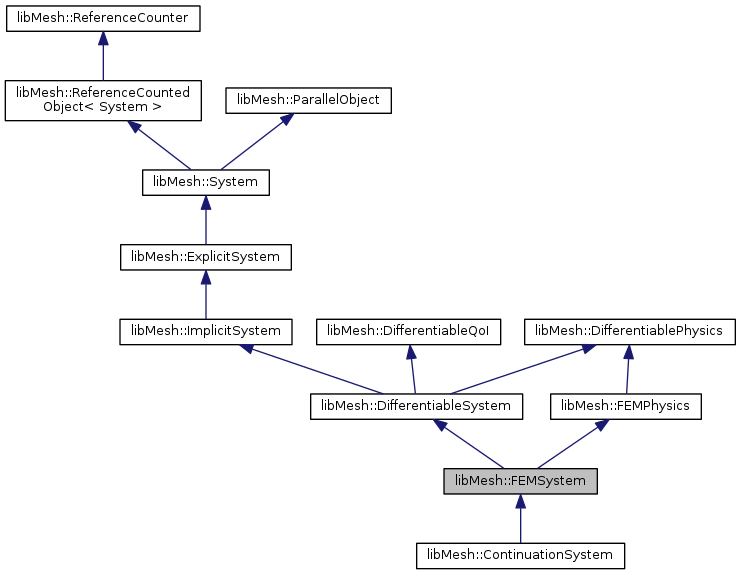 libMesh::ReferenceCounter
libMesh::ReferenceCounted
Object< System >
libMesh::ParallelObject
libMesh::System
libMesh::ExplicitSystem
libMesh::ImplicitSystem
libMesh::DifferentiableQoI
libMesh::DifferentiablePhysics
libMesh::DifferentiableSystem
libMesh::FEMPhysics
libMesh::FEMSystem
libMesh::ContinuationSystem